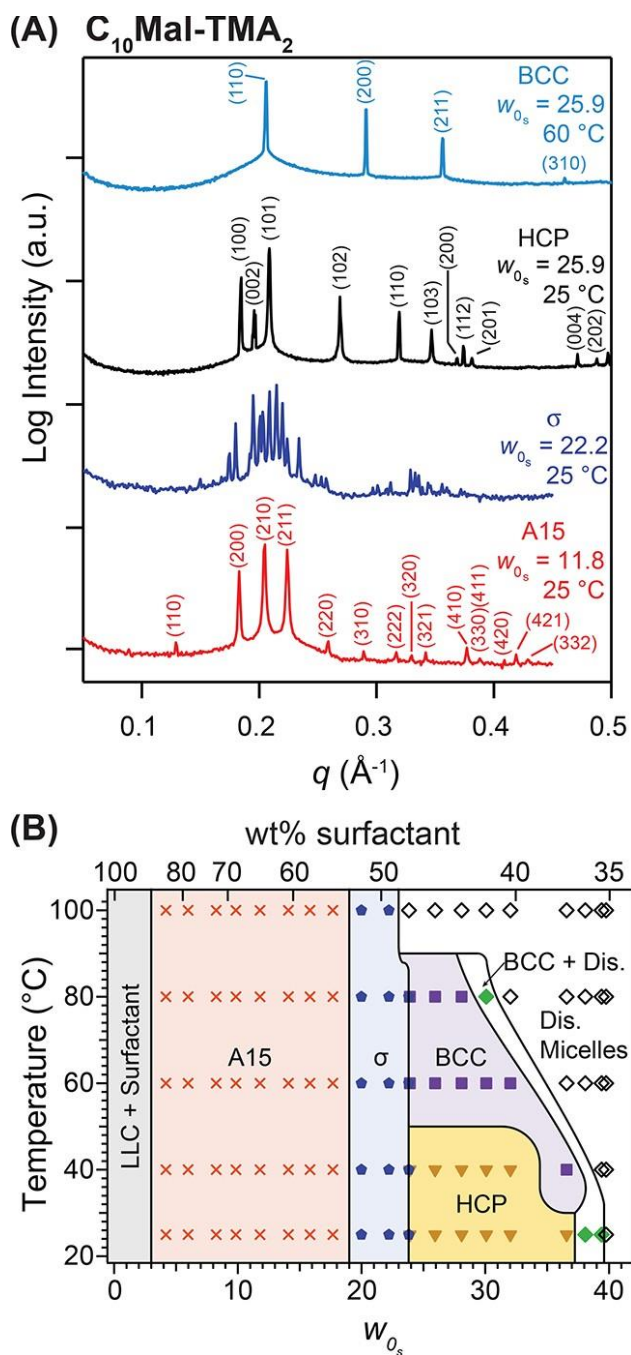 (A) C₁₀Mal-TMA₂
BCC
w₀ₛ = 25.9
60 °C
(110)
(200)
(211)
(310)
HCP
w₀ₛ = 25.9
25 °C
(100)
(002)
(101)
(102)
(110)
(103)
(200)
(112)
(201)
(004)
(202)
σ
w₀ₛ = 22.2
25 °C
A15
w₀ₛ = 11.8
25 °C
(110)
(200)
(210)
(211)
(220)
(310)
(222)
(320)
(321)
(410)
(330)(411)
(420)
(421)
(332)
Log Intensity (a.u.)
0.1 0.2 0.3 0.4 0.5
q (Å⁻¹)
(B) wt% surfactant
100 80 70 60 50 40 35
100
80
60
40
20
Temperature (°C)
LLC + Surfactant
A15
σ
BCC
HCP
BCC + Dis.
Dis.
Micelles
0 10 20 30 40
w₀ₛ